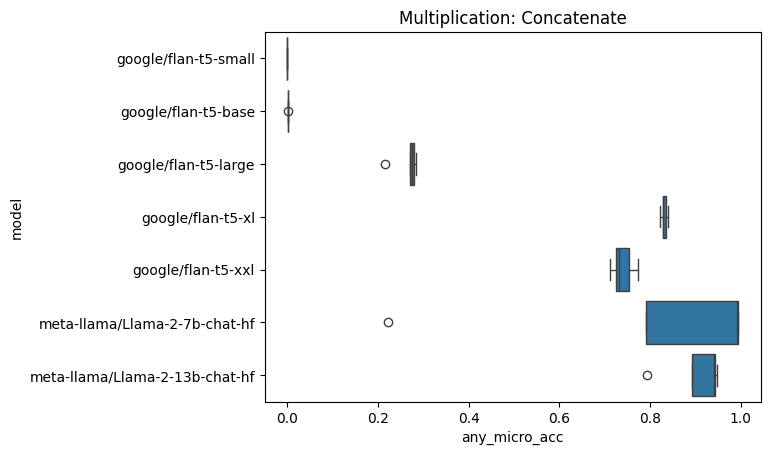 Multiplication: Concatenate
model
google/flan-t5-small
google/flan-t5-base
google/flan-t5-large
google/flan-t5-xl
google/flan-t5-xxl
meta-llama/Llama-2-7b-chat-hf
meta-llama/Llama-2-13b-chat-hf
0.0 0.2 0.4 0.6 0.8 1.0
any_micro_acc